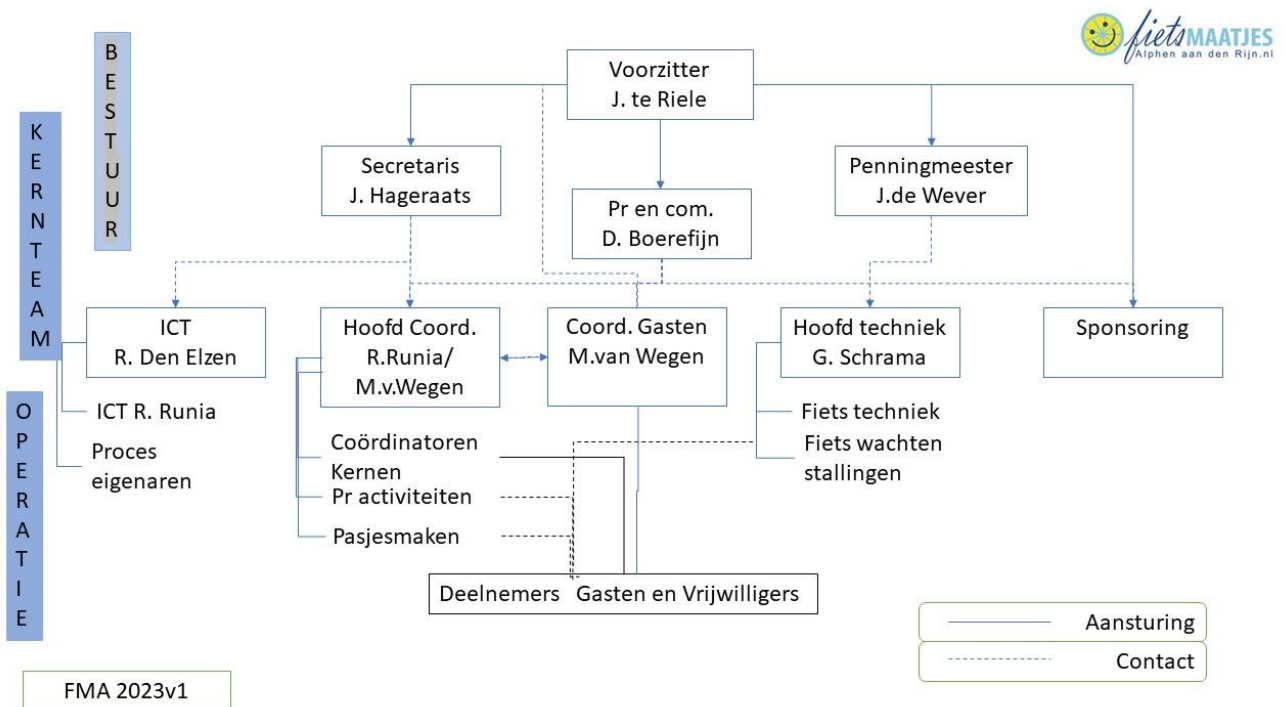 fietsMAATJES
Alphen aan den Rijn.nl
BESTUUR
KERNTEAM
OPERATIE
Voorzitter
J. te Riele
Secretaris
J. Hageraats
Pr en com.
D. Boerefijn
Penningmeester
J.de Wever
ICT
R. Den Elzen
Hoofd Coord.
R.Runia/
M.v.Wegen
Coord. Gasten
M.van Wegen
Hoofd techniek
G. Schrama
Sponsoring
ICT R. Runia
Proces
eigenaren
Coördinatoren
Kernen
Pr activiteiten
Pasjesmaken
Fiets techniek
Fiets wachten
stallingen
Deelnemers Gasten en Vrijwilligers
Aansturing
Contact
FMA 2023v1